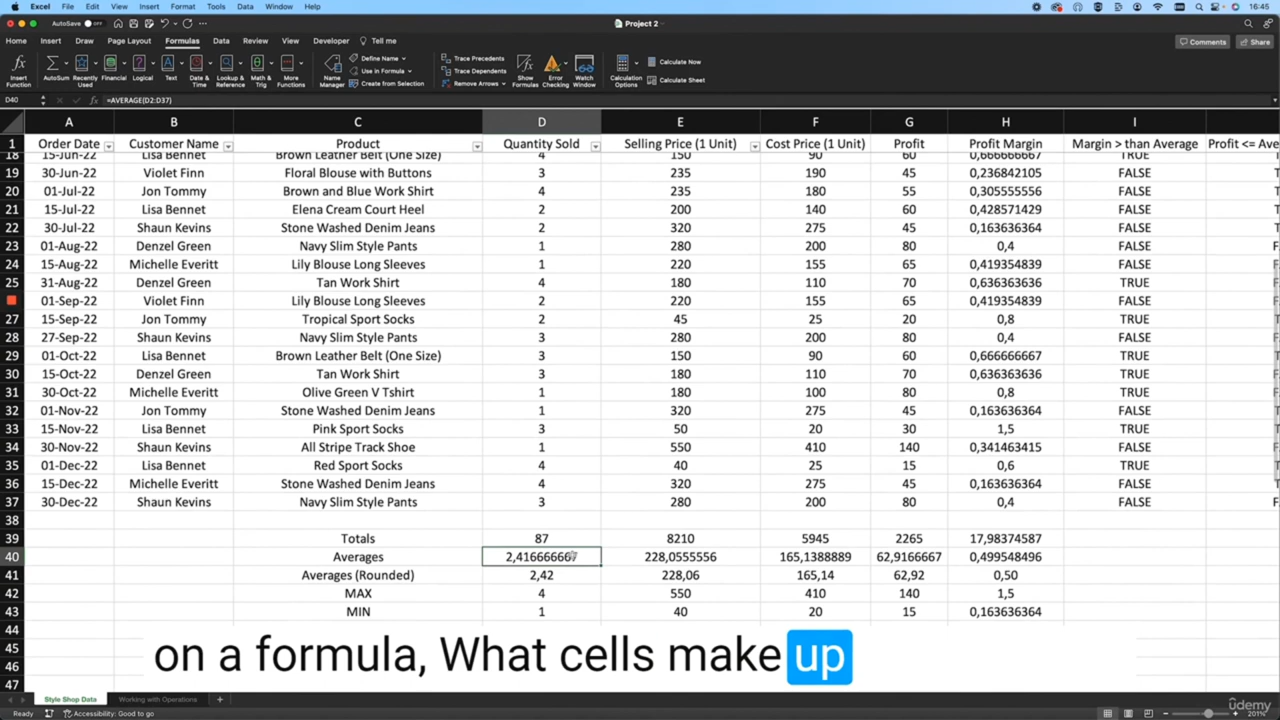 Excel File Edit View Insert Format Tools Data Window Help 16:45
AutoSave OFF Project 2
Home Insert Draw Page Layout Formulas Data Review View Developer Tell me Comments Share
Insert Function AutoSum Recently Used Financial Logical Text Date & Time Lookup & Reference Math & Trig More Functions Name Manager Define Name Use in Formula Create from Selection Trace Precedents Trace Dependents Remove Arrows Show Formulas Error Checking Watch Window Calculation Options Calculate Now Calculate Sheet
D40 fx =AVERAGE(D2:D37)
A B C D E F G H I
1 Order Date Customer Name Product Quantity Sold Selling Price (1 Unit) Cost Price (1 Unit) Profit Profit Margin Margin > than Average Profit <= Ave
18 15-Jun-22 Lisa Bennet Brown Leather Belt (One Size) 4 150 90 60 0,666666667 TRUE
19 30-Jun-22 Violet Finn Floral Blouse with Buttons 3 235 190 45 0,236842105 FALSE T
20 01-Jul-22 Jon Tommy Brown and Blue Work Shirt 4 235 180 55 0,305555556 FALSE T
21 15-Jul-22 Lisa Bennet Elena Cream Court Heel 2 200 140 60 0,428571429 FALSE T
22 30-Jul-22 Shaun Kevins Stone Washed Denim Jeans 2 320 275 45 0,163636364 FALSE T
23 01-Aug-22 Denzel Green Navy Slim Style Pants 1 280 200 80 0,4 FALSE F
24 15-Aug-22 Michelle Everitt Lily Blouse Long Sleeves 1 220 155 65 0,419354839 FALSE F
25 31-Aug-22 Denzel Green Tan Work Shirt 4 180 110 70 0,636363636 TRUE F
01-Sep-22 Violet Finn Lily Blouse Long Sleeves 2 220 155 65 0,419354839 FALSE F
27 15-Sep-22 Jon Tommy Tropical Sport Socks 2 45 25 20 0,8 TRUE T
28 27-Sep-22 Shaun Kevins Navy Slim Style Pants 3 280 200 80 0,4 FALSE F
29 01-Oct-22 Lisa Bennet Brown Leather Belt (One Size) 3 150 90 60 0,666666667 TRUE T
30 15-Oct-22 Denzel Green Tan Work Shirt 3 180 110 70 0,636363636 TRUE F
31 30-Oct-22 Michelle Everitt Olive Green V Tshirt 1 180 100 80 0,8 TRUE F
32 01-Nov-22 Jon Tommy Stone Washed Denim Jeans 1 320 275 45 0,163636364 FALSE T
33 15-Nov-22 Lisa Bennet Pink Sport Socks 2 50 20 30 1,5 TRUE T
34 30-Nov-22 Shaun Kevins All Stripe Track Shoe 1 550 410 140 0,341463415 FALSE F
35 01-Dec-22 Lisa Bennet Red Sport Socks 4 40 25 15 0,6 TRUE T
36 15-Dec-22 Michelle Everitt Stone Washed Denim Jeans 4 320 275 45 0,163636364 FALSE T
37 30-Dec-22 Shaun Kevins Navy Slim Style Pants 3 280 200 80 0,4 FALSE F
38
39 Totals 87 8210 5945 2265 17,98374587
40 Averages 2,416666667 228,0555556 165,1388889 62,9166667 0,499548496
41 Averages (Rounded) 2,42 228,06 165,14 62,92 0,50
42 MAX 4 550 410 140 1,5
43 MIN 1 40 20 15 0,163636364
44
45
46
47
on a formula, What cells make up
Style Shop Data Working with Operations +
Ready Accessibility: Good to go 201%
udemy